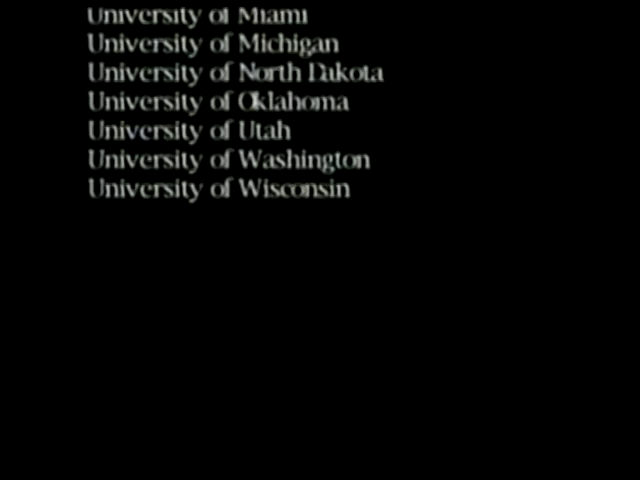 University of Miami
University of Michigan
University of North Dakota
University of Oklahoma
University of Utah
University of Washington
University of Wisconsin